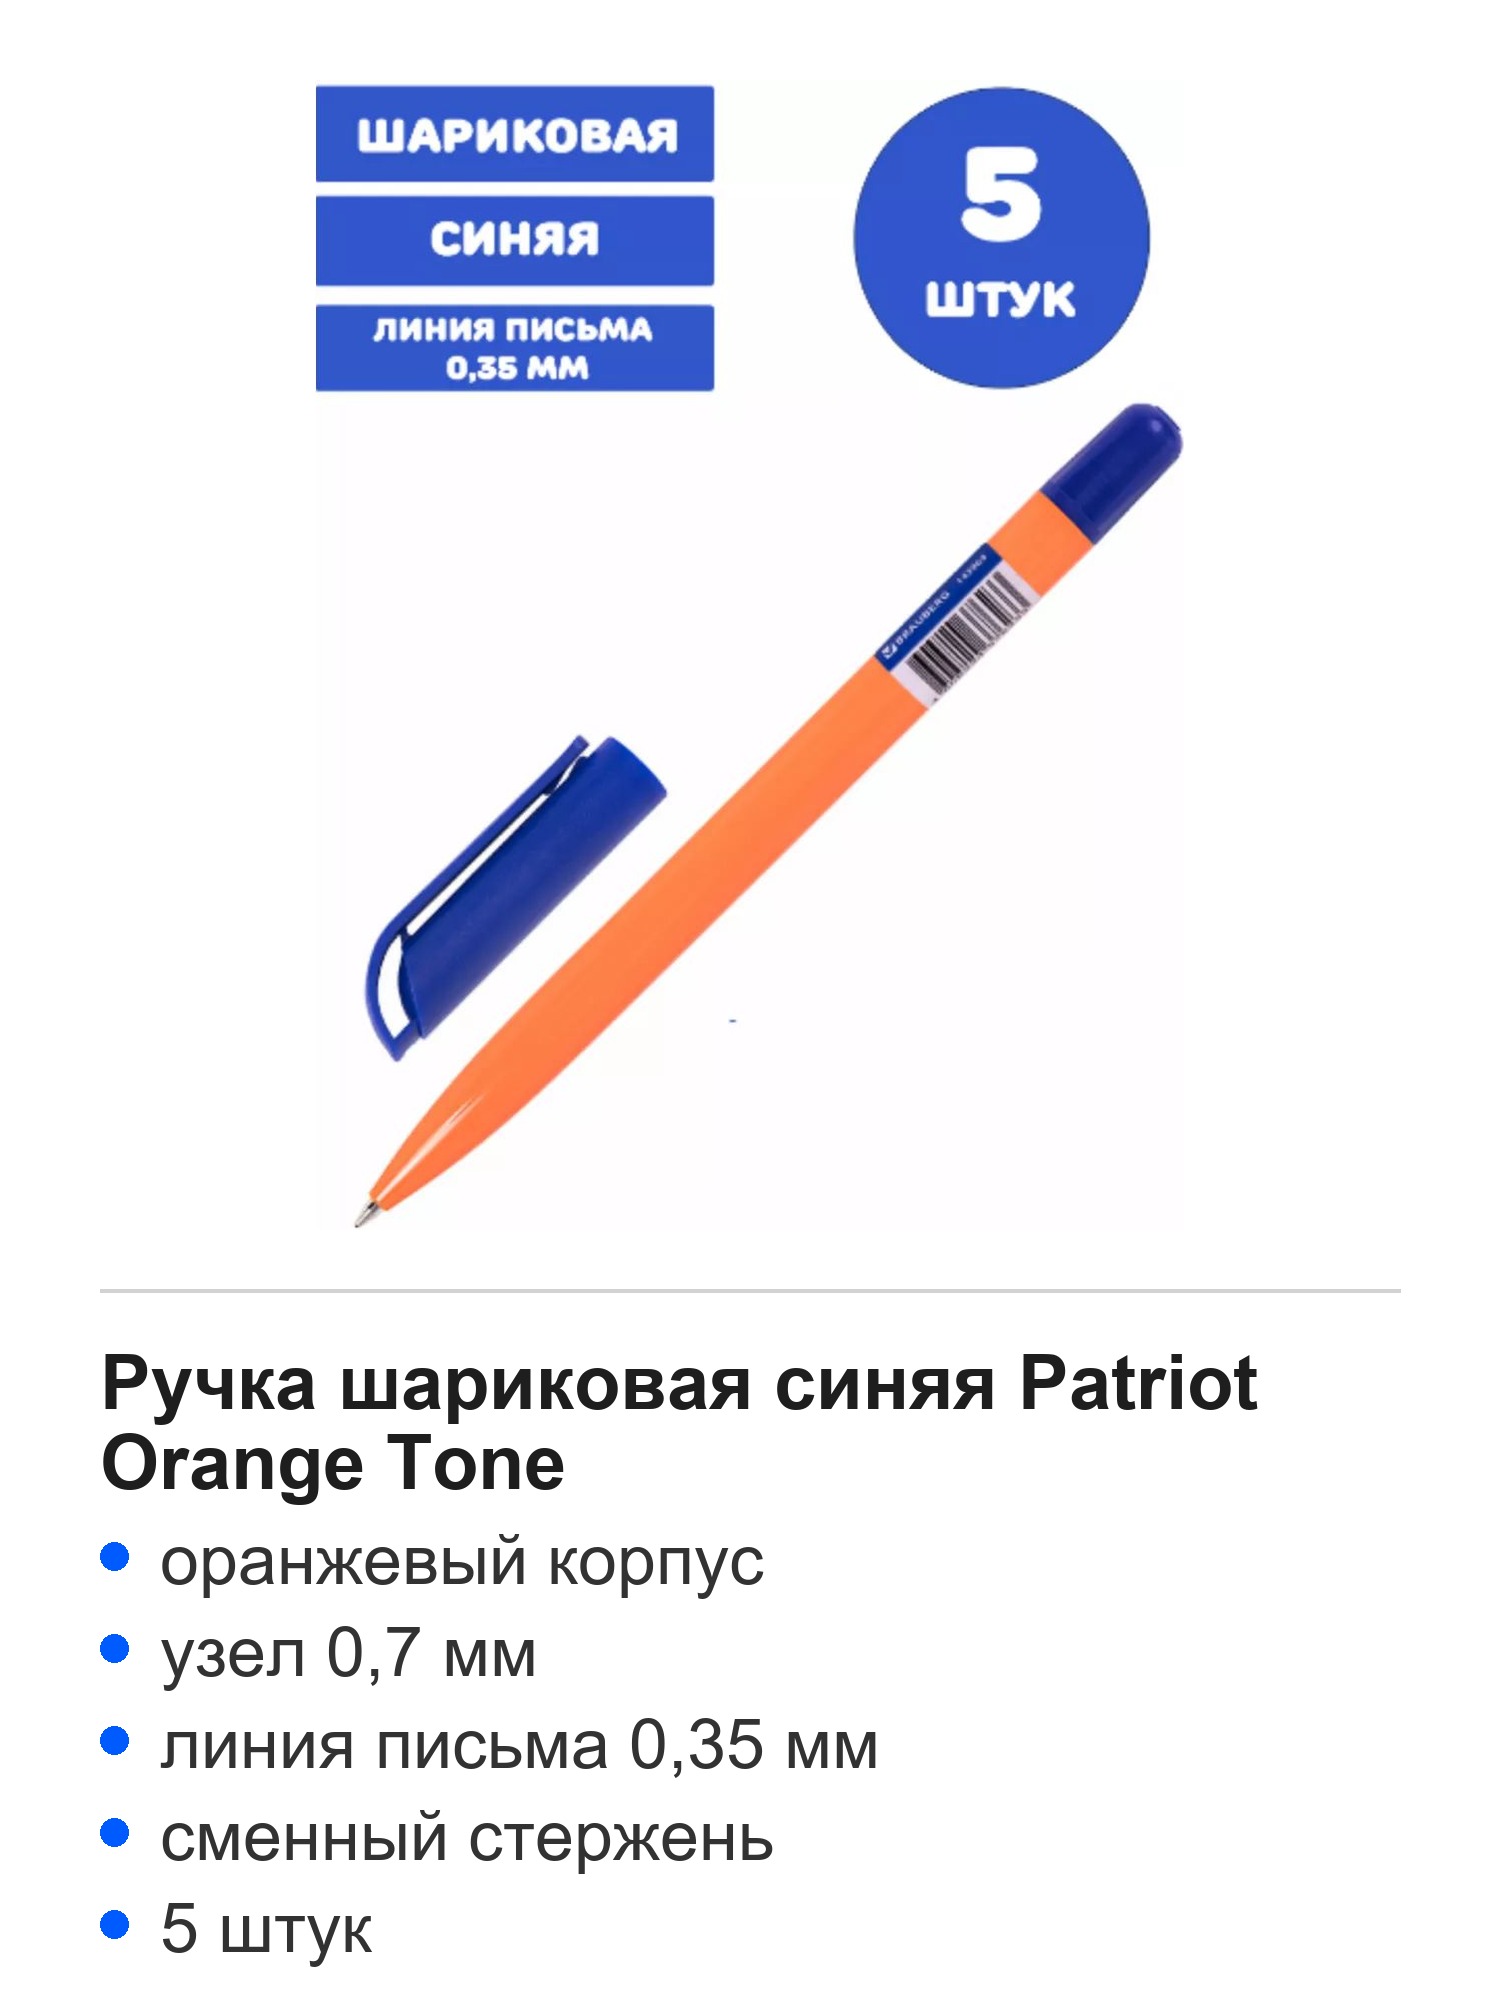 ШАРИКОВАЯ
СИНЯЯ
ЛИНИЯ ПИСЬМА
0,35 ММ
5
ШТУК
BRAUBERG
Ручка шариковая синяя Patriot
Orange Tone
оранжевый корпус
узел 0,7 мм
линия письма 0,35 мм
сменный стержень
5 штук